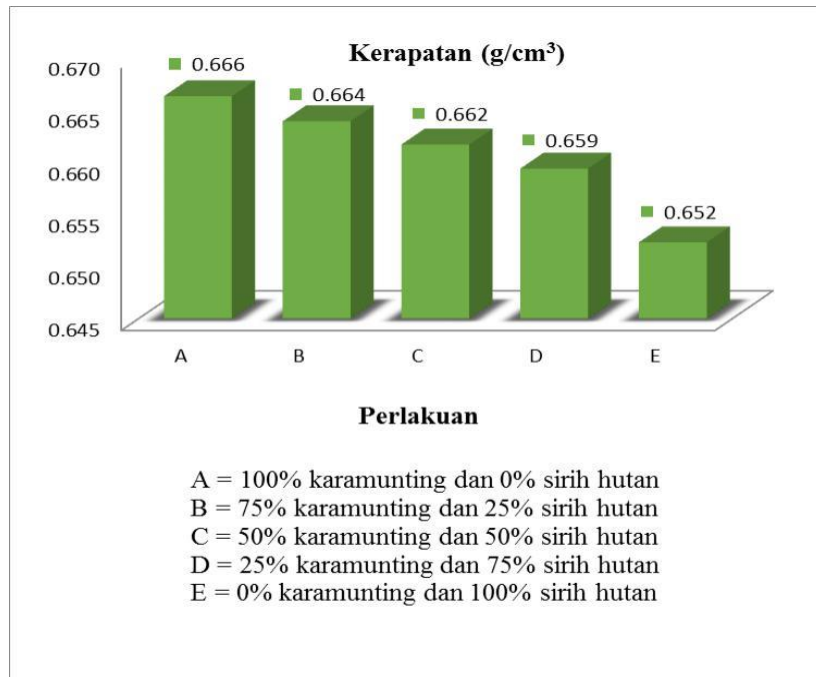 Kerapatan (g/cm³)
0.670
0.665
0.660
0.655
0.650
0.645
0.666
0.664
0.662
0.659
0.652
A B C D E
Perlakuan
A = 100% karamunting dan 0% sirih hutan
B = 75% karamunting dan 25% sirih hutan
C = 50% karamunting dan 50% sirih hutan
D = 25% karamunting dan 75% sirih hutan
E = 0% karamunting dan 100% sirih hutan